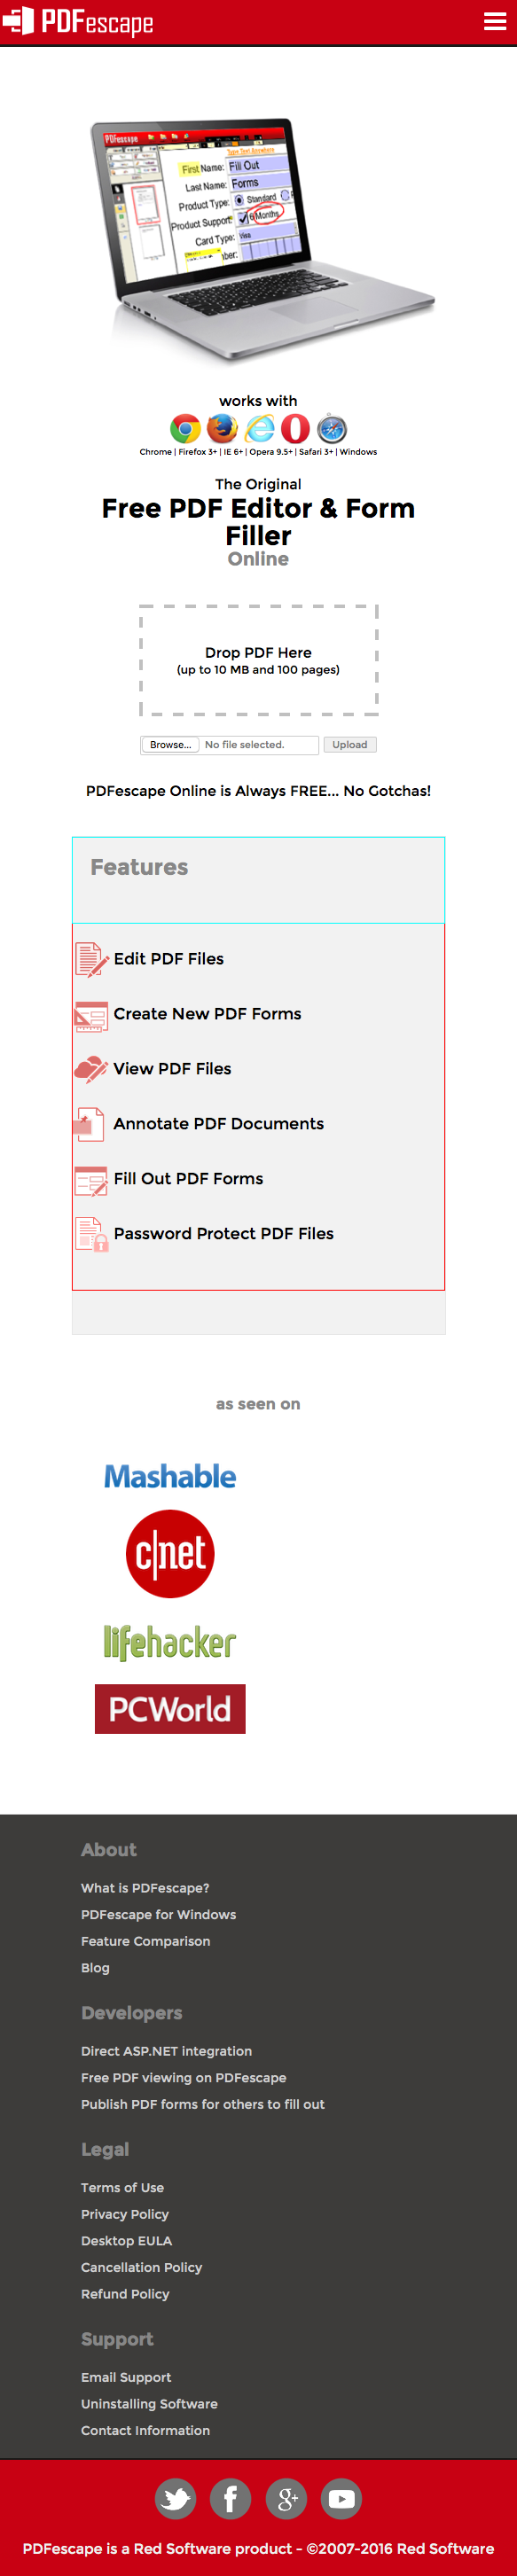 PDFescape
PDFescape
Type Text Anywhere
First Name: Fill Out
Last Name: Forms
Product Type: Standard
Product Support: 6 Months
Card Type: Visa
Number:
works with
Chrome | Firefox 3+ | IE 6+ | Opera 9.5+ | Safari 3+ | Windows
The Original
Free PDF Editor & Form
Filler
Online
Drop PDF Here
(up to 10 MB and 100 pages)
Browse... No file selected. Upload
PDFescape Online is Always FREE... No Gotchas!
Features
Edit PDF Files
Create New PDF Forms
View PDF Files
Annotate PDF Documents
Fill Out PDF Forms
Password Protect PDF Files
as seen on
Mashable
c|net
lifehacker
PCWorld
About
What is PDFescape?
PDFescape for Windows
Feature Comparison
Blog
Developers
Direct ASP.NET integration
Free PDF viewing on PDFescape
Publish PDF forms for others to fill out
Legal
Terms of Use
Privacy Policy
Desktop EULA
Cancellation Policy
Refund Policy
Support
Email Support
Uninstalling Software
Contact Information
g+
PDFescape is a Red Software product - ©2007-2016 Red Software